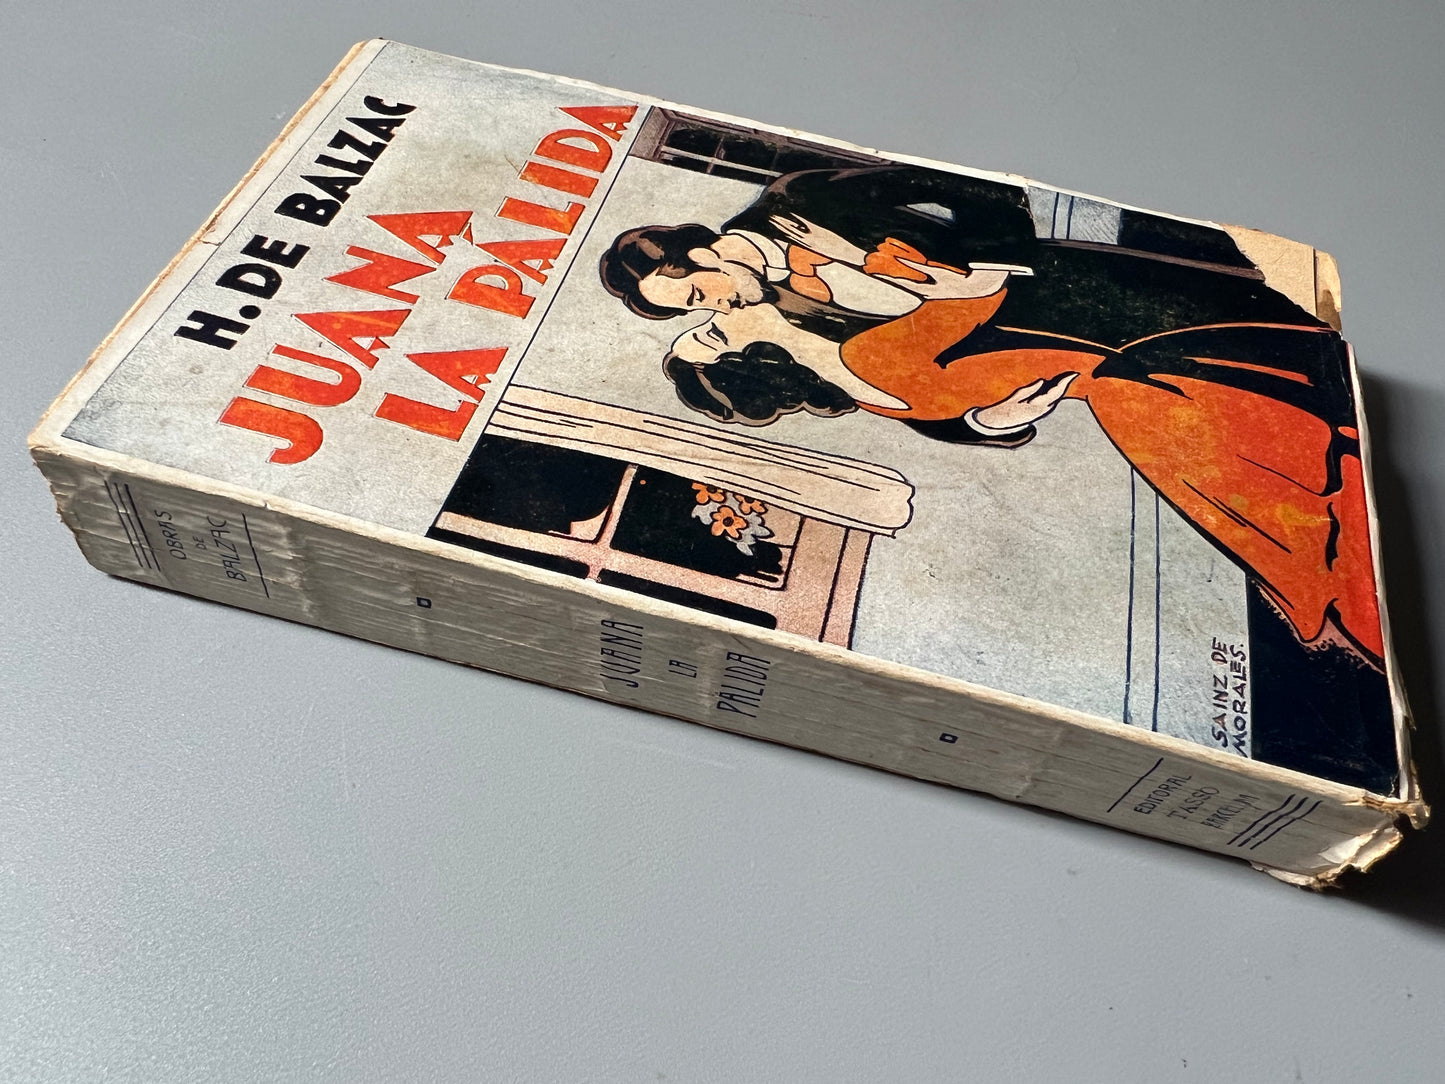 H. DE BALZAC
JUANA
LA PÁLIDA
SAINZ DE
MORALES.
OBRAS
DE
BALZAC
JUANA
LA
PÁLIDA
EDITORIAL
TASSO
BARCELONA